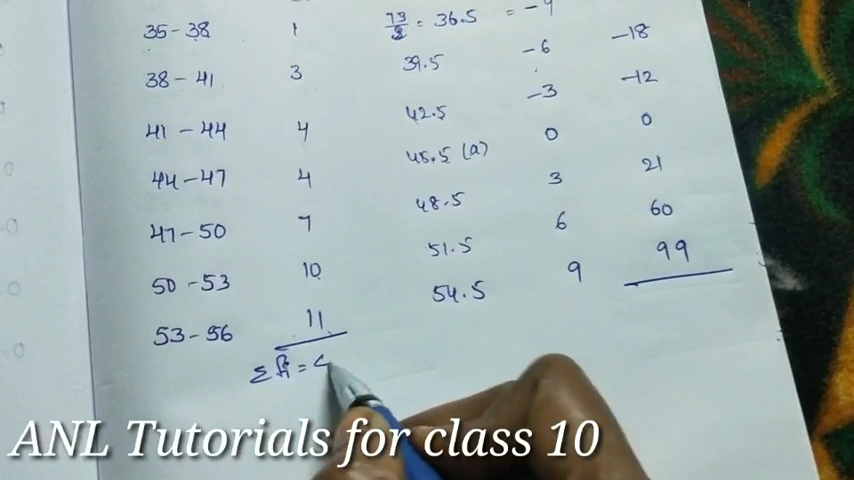 35-38 1 73/2 = 36.5 = -9
38-41 3 39.5 -6 -18
41-44 4 42.5 -3 -12
44-47 4 45.5 (a) 0 0
47-50 7 48.5 3 21
50-53 10 51.5 6 60
53-56 11 54.5 9 99
Σfi =
ANL Tutorials for class 10